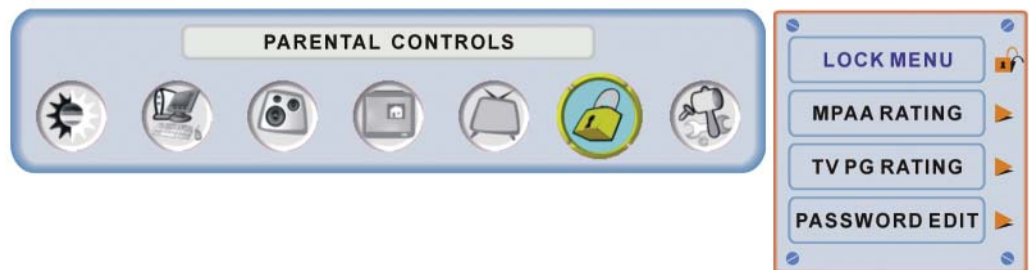 PARENTAL CONTROLS
LOCK MENU
MPAA RATING
TV PG RATING
PASSWORD EDIT